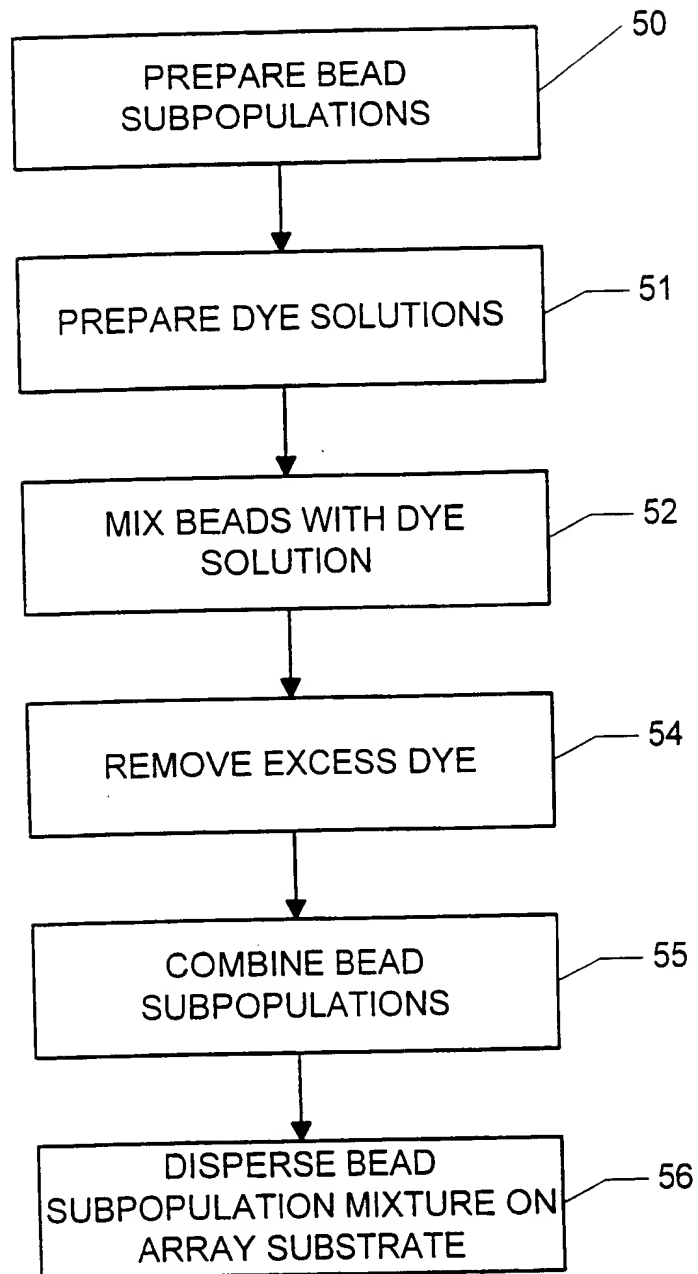 50
PREPARE BEAD
SUBPOPULATIONS
51
PREPARE DYE SOLUTIONS
52
MIX BEADS WITH DYE
SOLUTION
54
REMOVE EXCESS DYE
55
COMBINE BEAD
SUBPOPULATIONS
56
DISPERSE BEAD
SUBPOPULATION MIXTURE ON
ARRAY SUBSTRATE